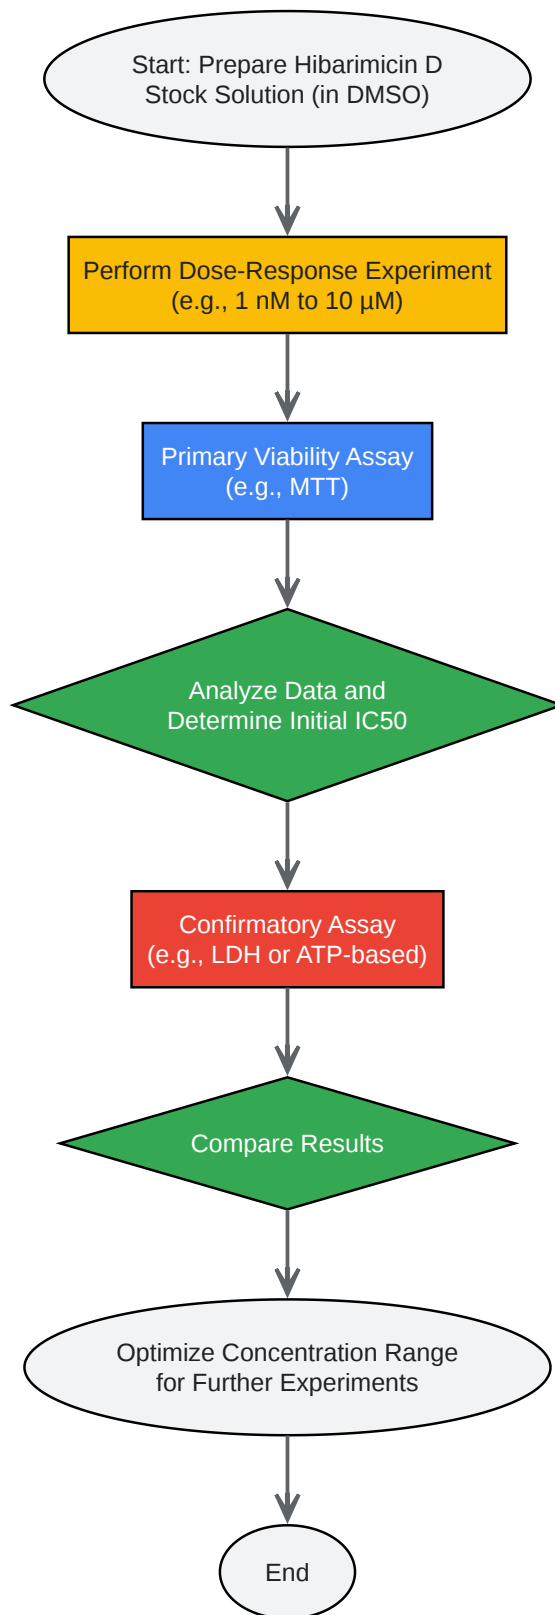 Start: Prepare Hibarimicin D
Stock Solution (in DMSO)
Perform Dose-Response Experiment
(e.g., 1 nM to 10 µM)
Primary Viability Assay
(e.g., MTT)
Analyze Data and
Determine Initial IC50
Confirmatory Assay
(e.g., LDH or ATP-based)
Compare Results
Optimize Concentration Range
for Further Experiments
End